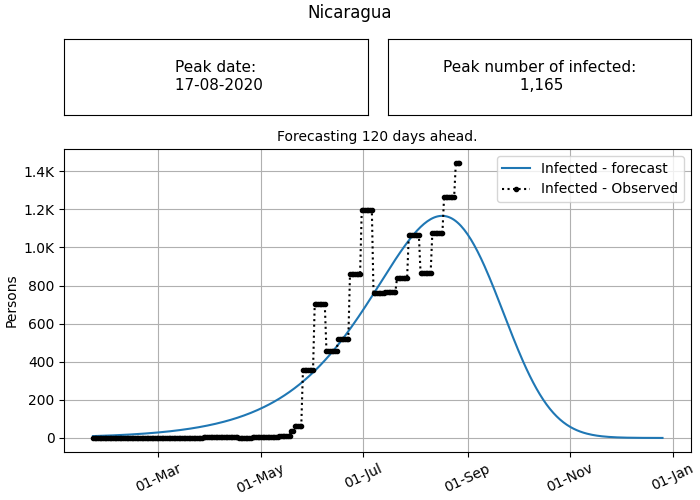 Nicaragua
Peak date:
17-08-2020
Peak number of infected:
1,165
Forecasting 120 days ahead.
Infected - forecast
Infected - Observed
Persons
1.4K
1.2K
1.0K
800
600
400
200
0
01-Mar
01-May
01-Jul
01-Sep
01-Nov
01-Jan